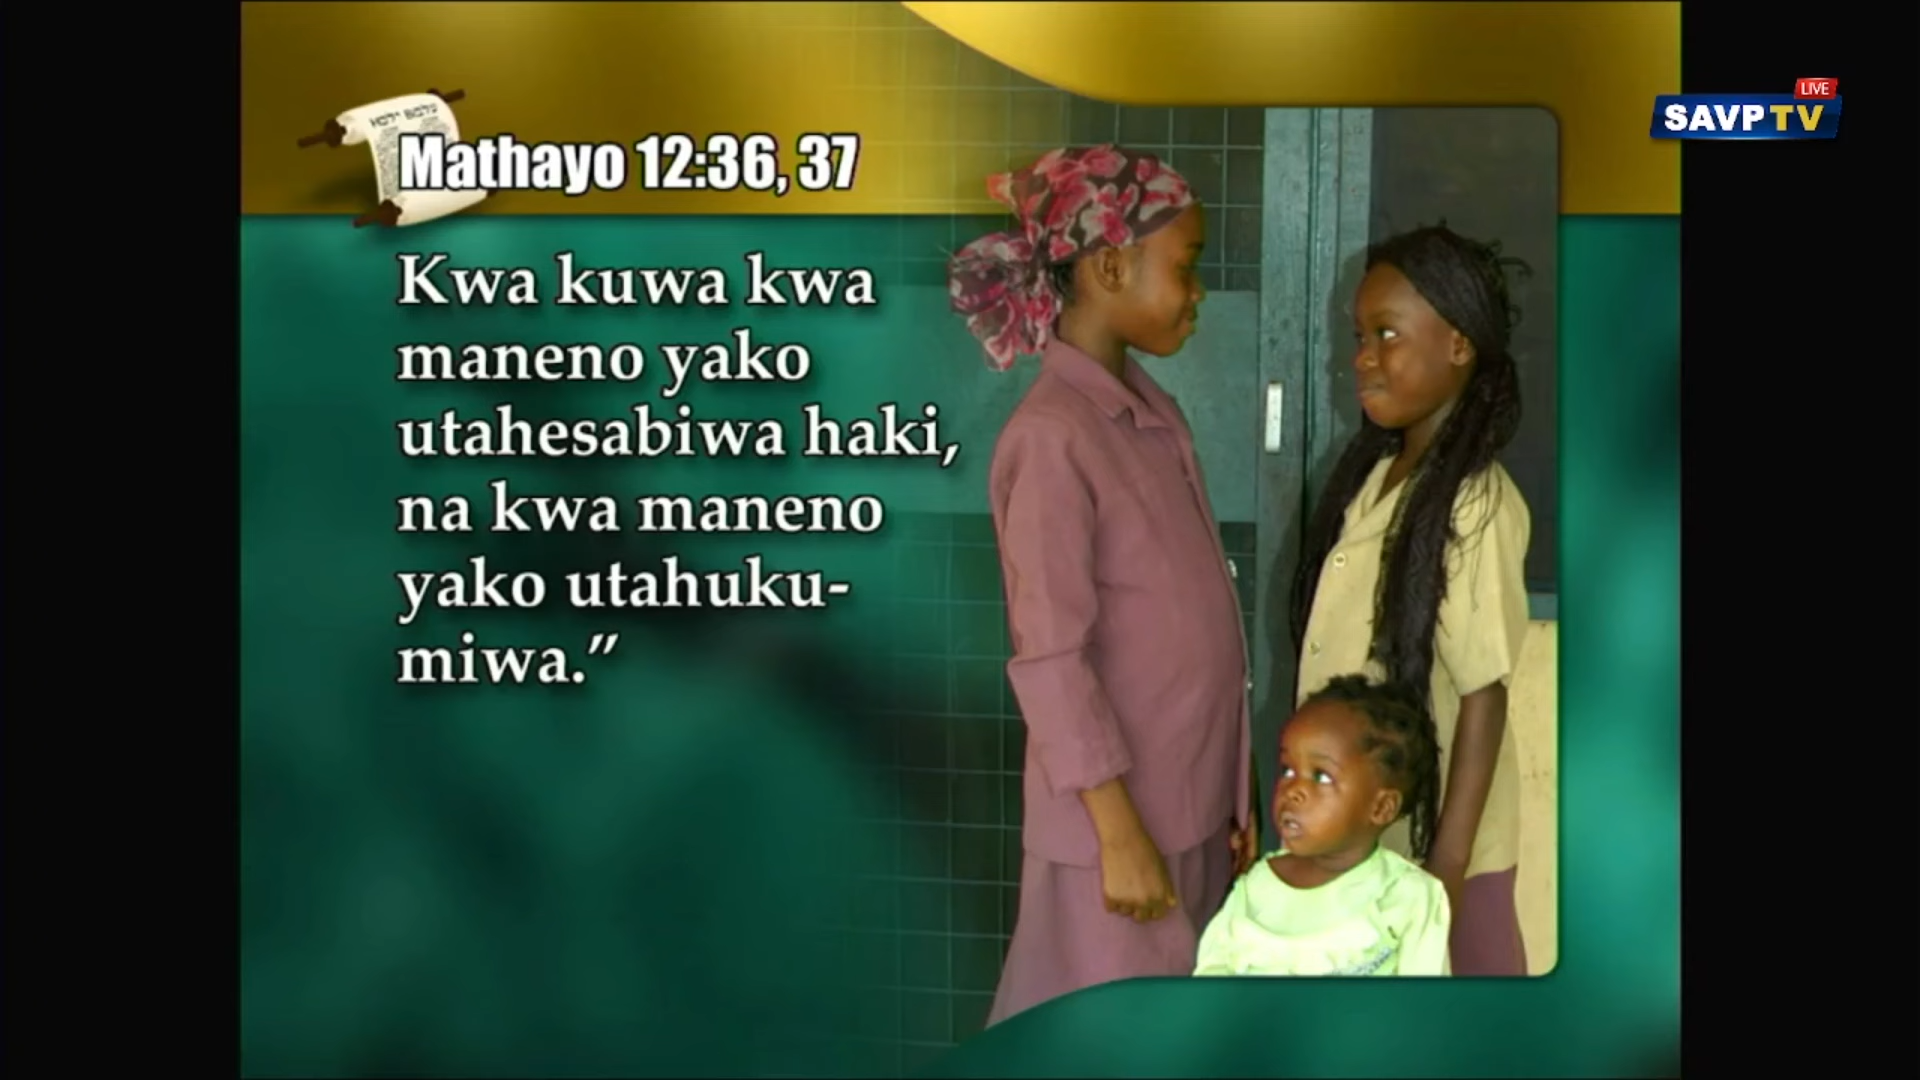 Mathayo 12:36, 37
Kwa kuwa kwa
maneno yako
utahesabiwa haki,
na kwa maneno
yako utahuku-
miwa.”
LIVE
SAVP TV